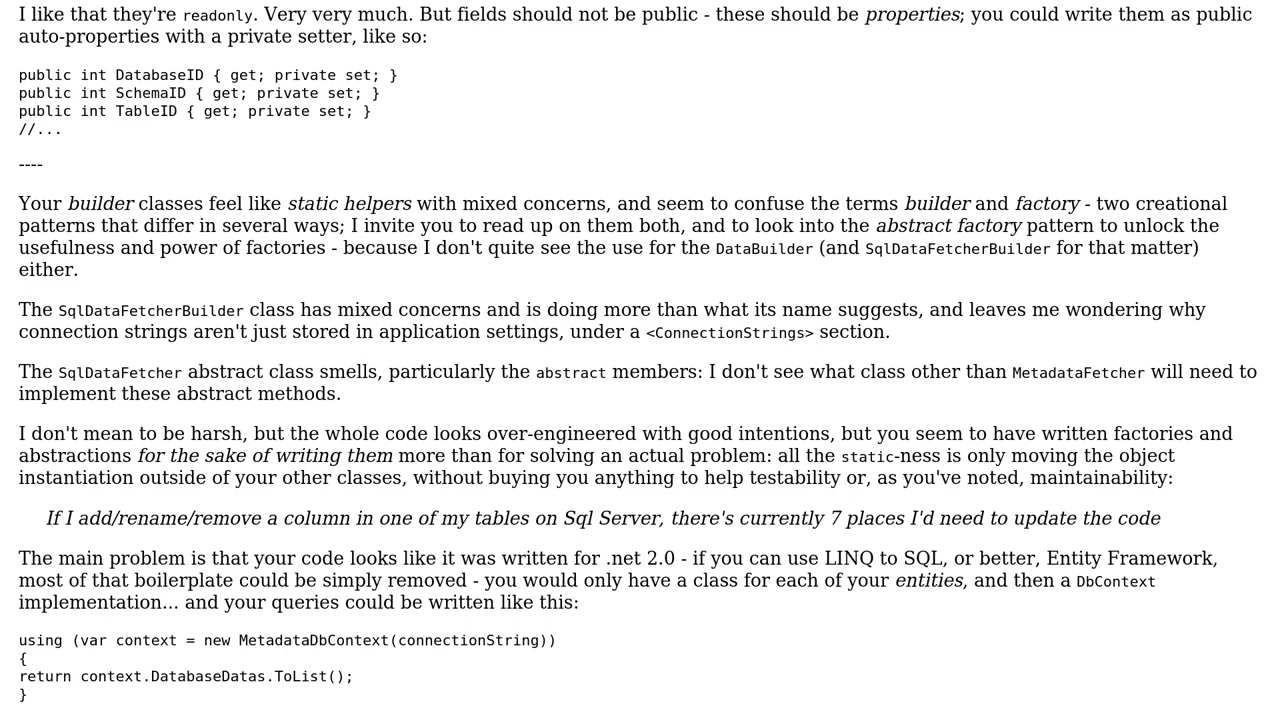 I like that they're readonly. Very very much. But fields should not be public - these should be properties; you could write them as public
auto-properties with a private setter, like so:
public int DatabaseID { get; private set; }
public int SchemaID { get; private set; }
public int TableID { get; private set; }
//...
----
Your builder classes feel like static helpers with mixed concerns, and seem to confuse the terms builder and factory - two creational
patterns that differ in several ways; I invite you to read up on them both, and to look into the abstract factory pattern to unlock the
usefulness and power of factories - because I don't quite see the use for the DataBuilder (and SqlDataFetcherBuilder for that matter)
either.
The SqlDataFetcherBuilder class has mixed concerns and is doing more than what its name suggests, and leaves me wondering why
connection strings aren't just stored in application settings, under a <ConnectionStrings> section.
The SqlDataFetcher abstract class smells, particularly the abstract members: I don't see what class other than MetadataFetcher will need to
implement these abstract methods.
I don't mean to be harsh, but the whole code looks over-engineered with good intentions, but you seem to have written factories and
abstractions for the sake of writing them more than for solving an actual problem: all the static-ness is only moving the object
instantiation outside of your other classes, without buying you anything to help testability or, as you've noted, maintainability:
If I add/rename/remove a column in one of my tables on Sql Server, there's currently 7 places I'd need to update the code
The main problem is that your code looks like it was written for .net 2.0 - if you can use LINQ to SQL, or better, Entity Framework,
most of that boilerplate could be simply removed - you would only have a class for each of your entities, and then a DbContext
implementation... and your queries could be written like this:
using (var context = new MetadataDbContext(connectionString))
{
return context.DatabaseDatas.ToList();
}